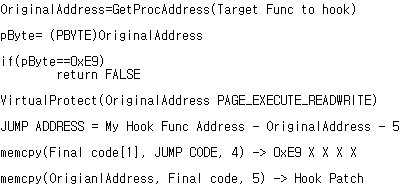 OriginalAddress=GetProcAddress(Target Func to hook)
pByte= (PBYTE)OriginalAddress
if(pByte==0xE9)
return FALSE
VirtualProtect(OriginalAddress PAGE_EXECUTE_READWRITE)
JUMP ADDRESS = My Hook Func Address - OriginalAddress - 5
memcpy(Final code[1], JUMP CODE, 4) -> 0xE9 X X X X
memcpy(OrigianlAddress, Final code, 5) -> Hook Patch